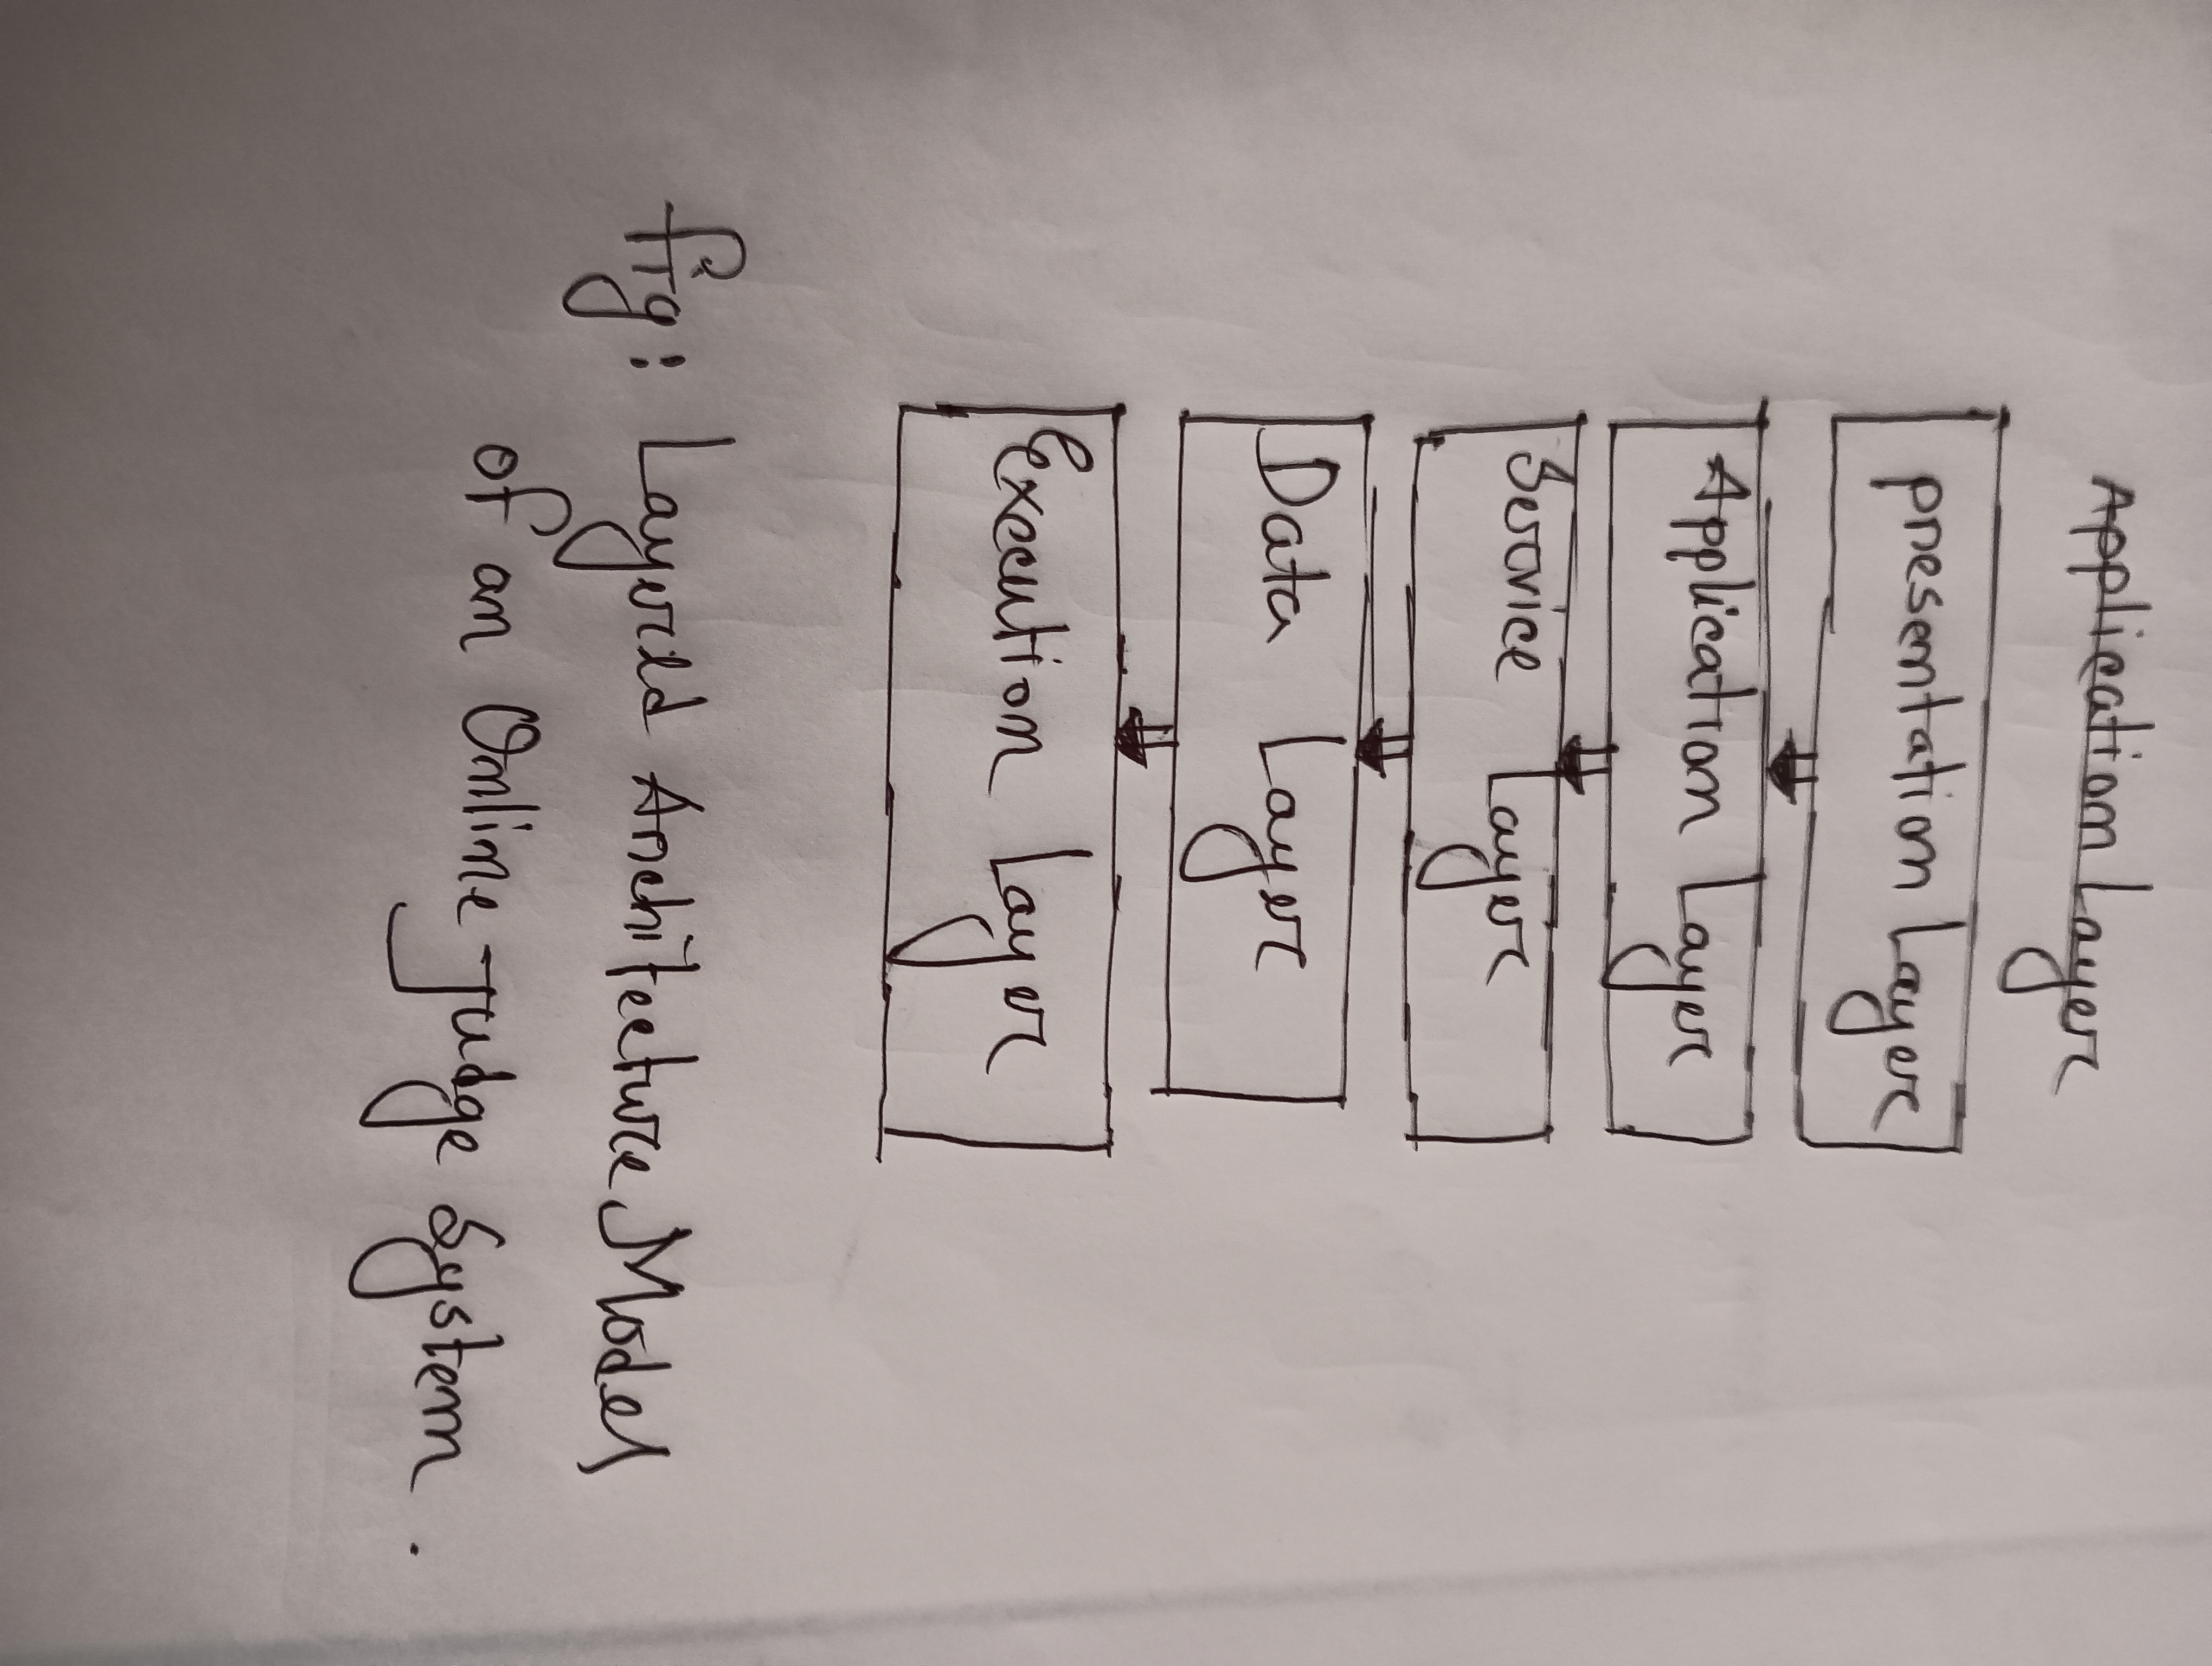 Application Layer
Presentation Layer
Application Layer
Service Layer
Data Layer
Execution Layer
fig: Layered Architecture Model
of an Online Judge System.